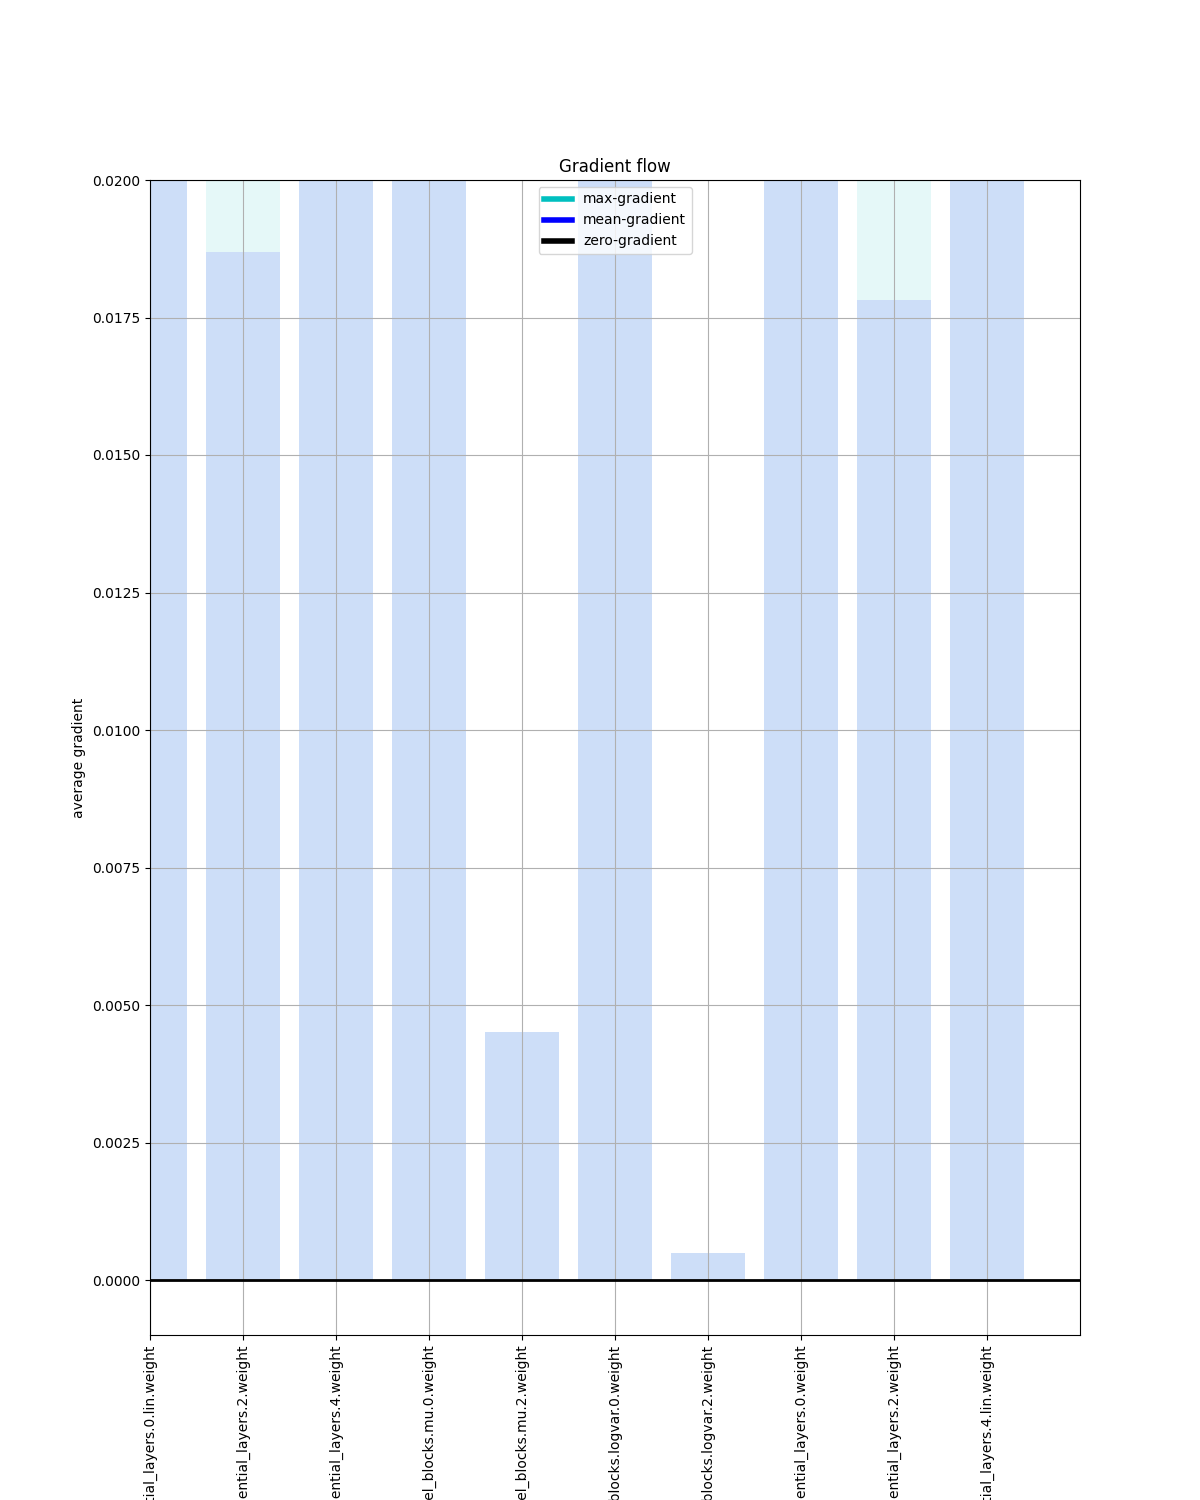 Gradient flow
max-gradient
mean-gradient
zero-gradient
0.0200
0.0175
0.0150
0.0125
0.0100
0.0075
0.0050
0.0025
0.0000
average gradient
tial_layers.0.lin.weight
ential_layers.2.weight
ential_layers.4.weight
el_blocks.mu.0.weight
el_blocks.mu.2.weight
blocks.logvar.0.weight
blocks.logvar.2.weight
ential_layers.0.weight
ential_layers.2.weight
tial_layers.4.lin.weight